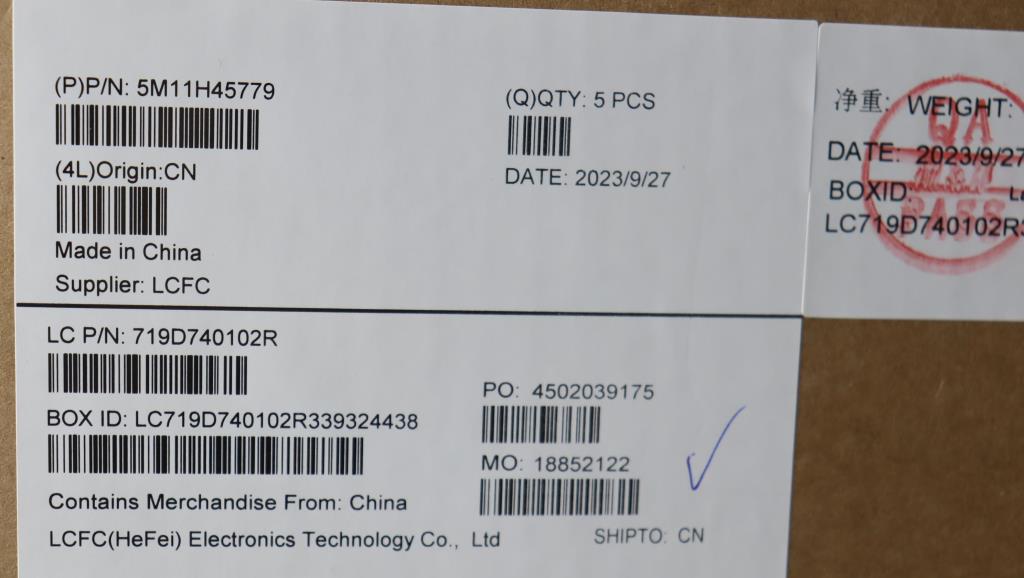 (P)P/N: 5M11H45779
(4L)Origin:CN
Made in China
Supplier: LCFC
(Q)QTY: 5 PCS
DATE: 2023/9/27
LC P/N: 719D740102R
BOX ID: LC719D740102R339324438
Contains Merchandise From: China
LCFC(HeFei) Electronics Technology Co., Ltd
PO: 4502039175
MO: 18852122
SHIPTO: CN
净重: WEIGHT:
DATE: 2023/9/27
BOXID
LC719D740102R
QA
PASS